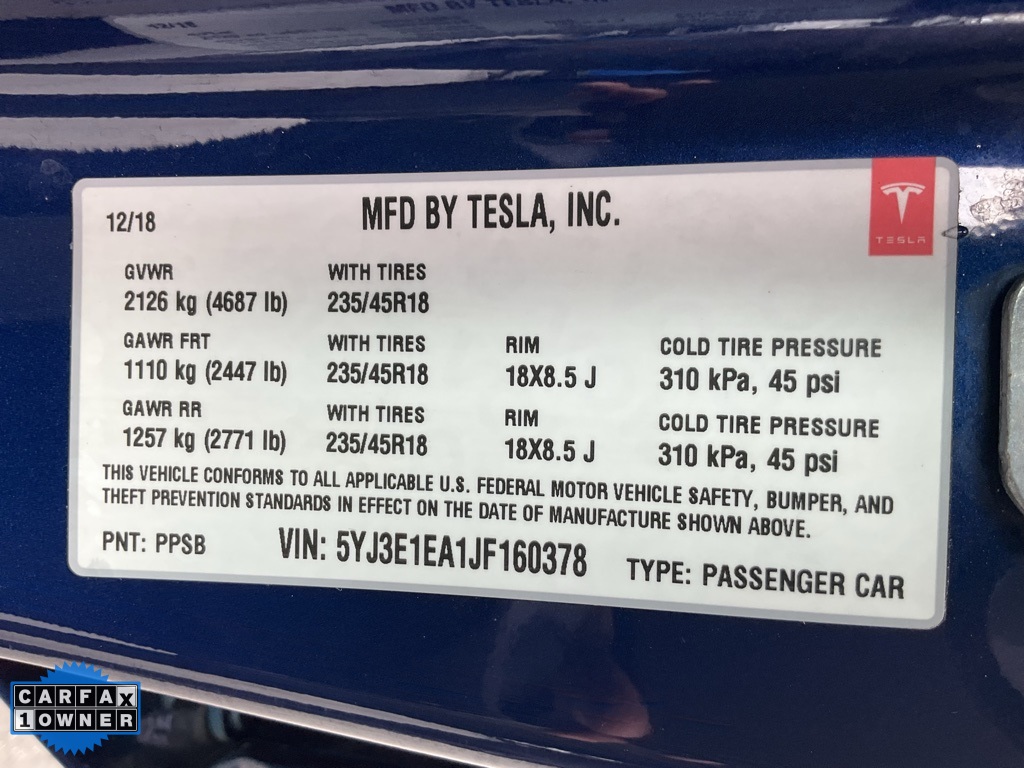 12/18 MFD BY TESLA, INC.
TESLA
GVWR WITH TIRES
2126 kg (4687 lb) 235/45R18
GAWR FRT WITH TIRES RIM COLD TIRE PRESSURE
1110 kg (2447 lb) 235/45R18 18X8.5 J 310 kPa, 45 psi
GAWR RR WITH TIRES RIM COLD TIRE PRESSURE
1257 kg (2771 lb) 235/45R18 18X8.5 J 310 kPa, 45 psi
THIS VEHICLE CONFORMS TO ALL APPLICABLE U.S. FEDERAL MOTOR VEHICLE SAFETY, BUMPER, AND
THEFT PREVENTION STANDARDS IN EFFECT ON THE DATE OF MANUFACTURE SHOWN ABOVE.
PNT: PPSB VIN: 5YJ3E1EA1JF160378 TYPE: PASSENGER CAR
CARFAX
1 OWNER